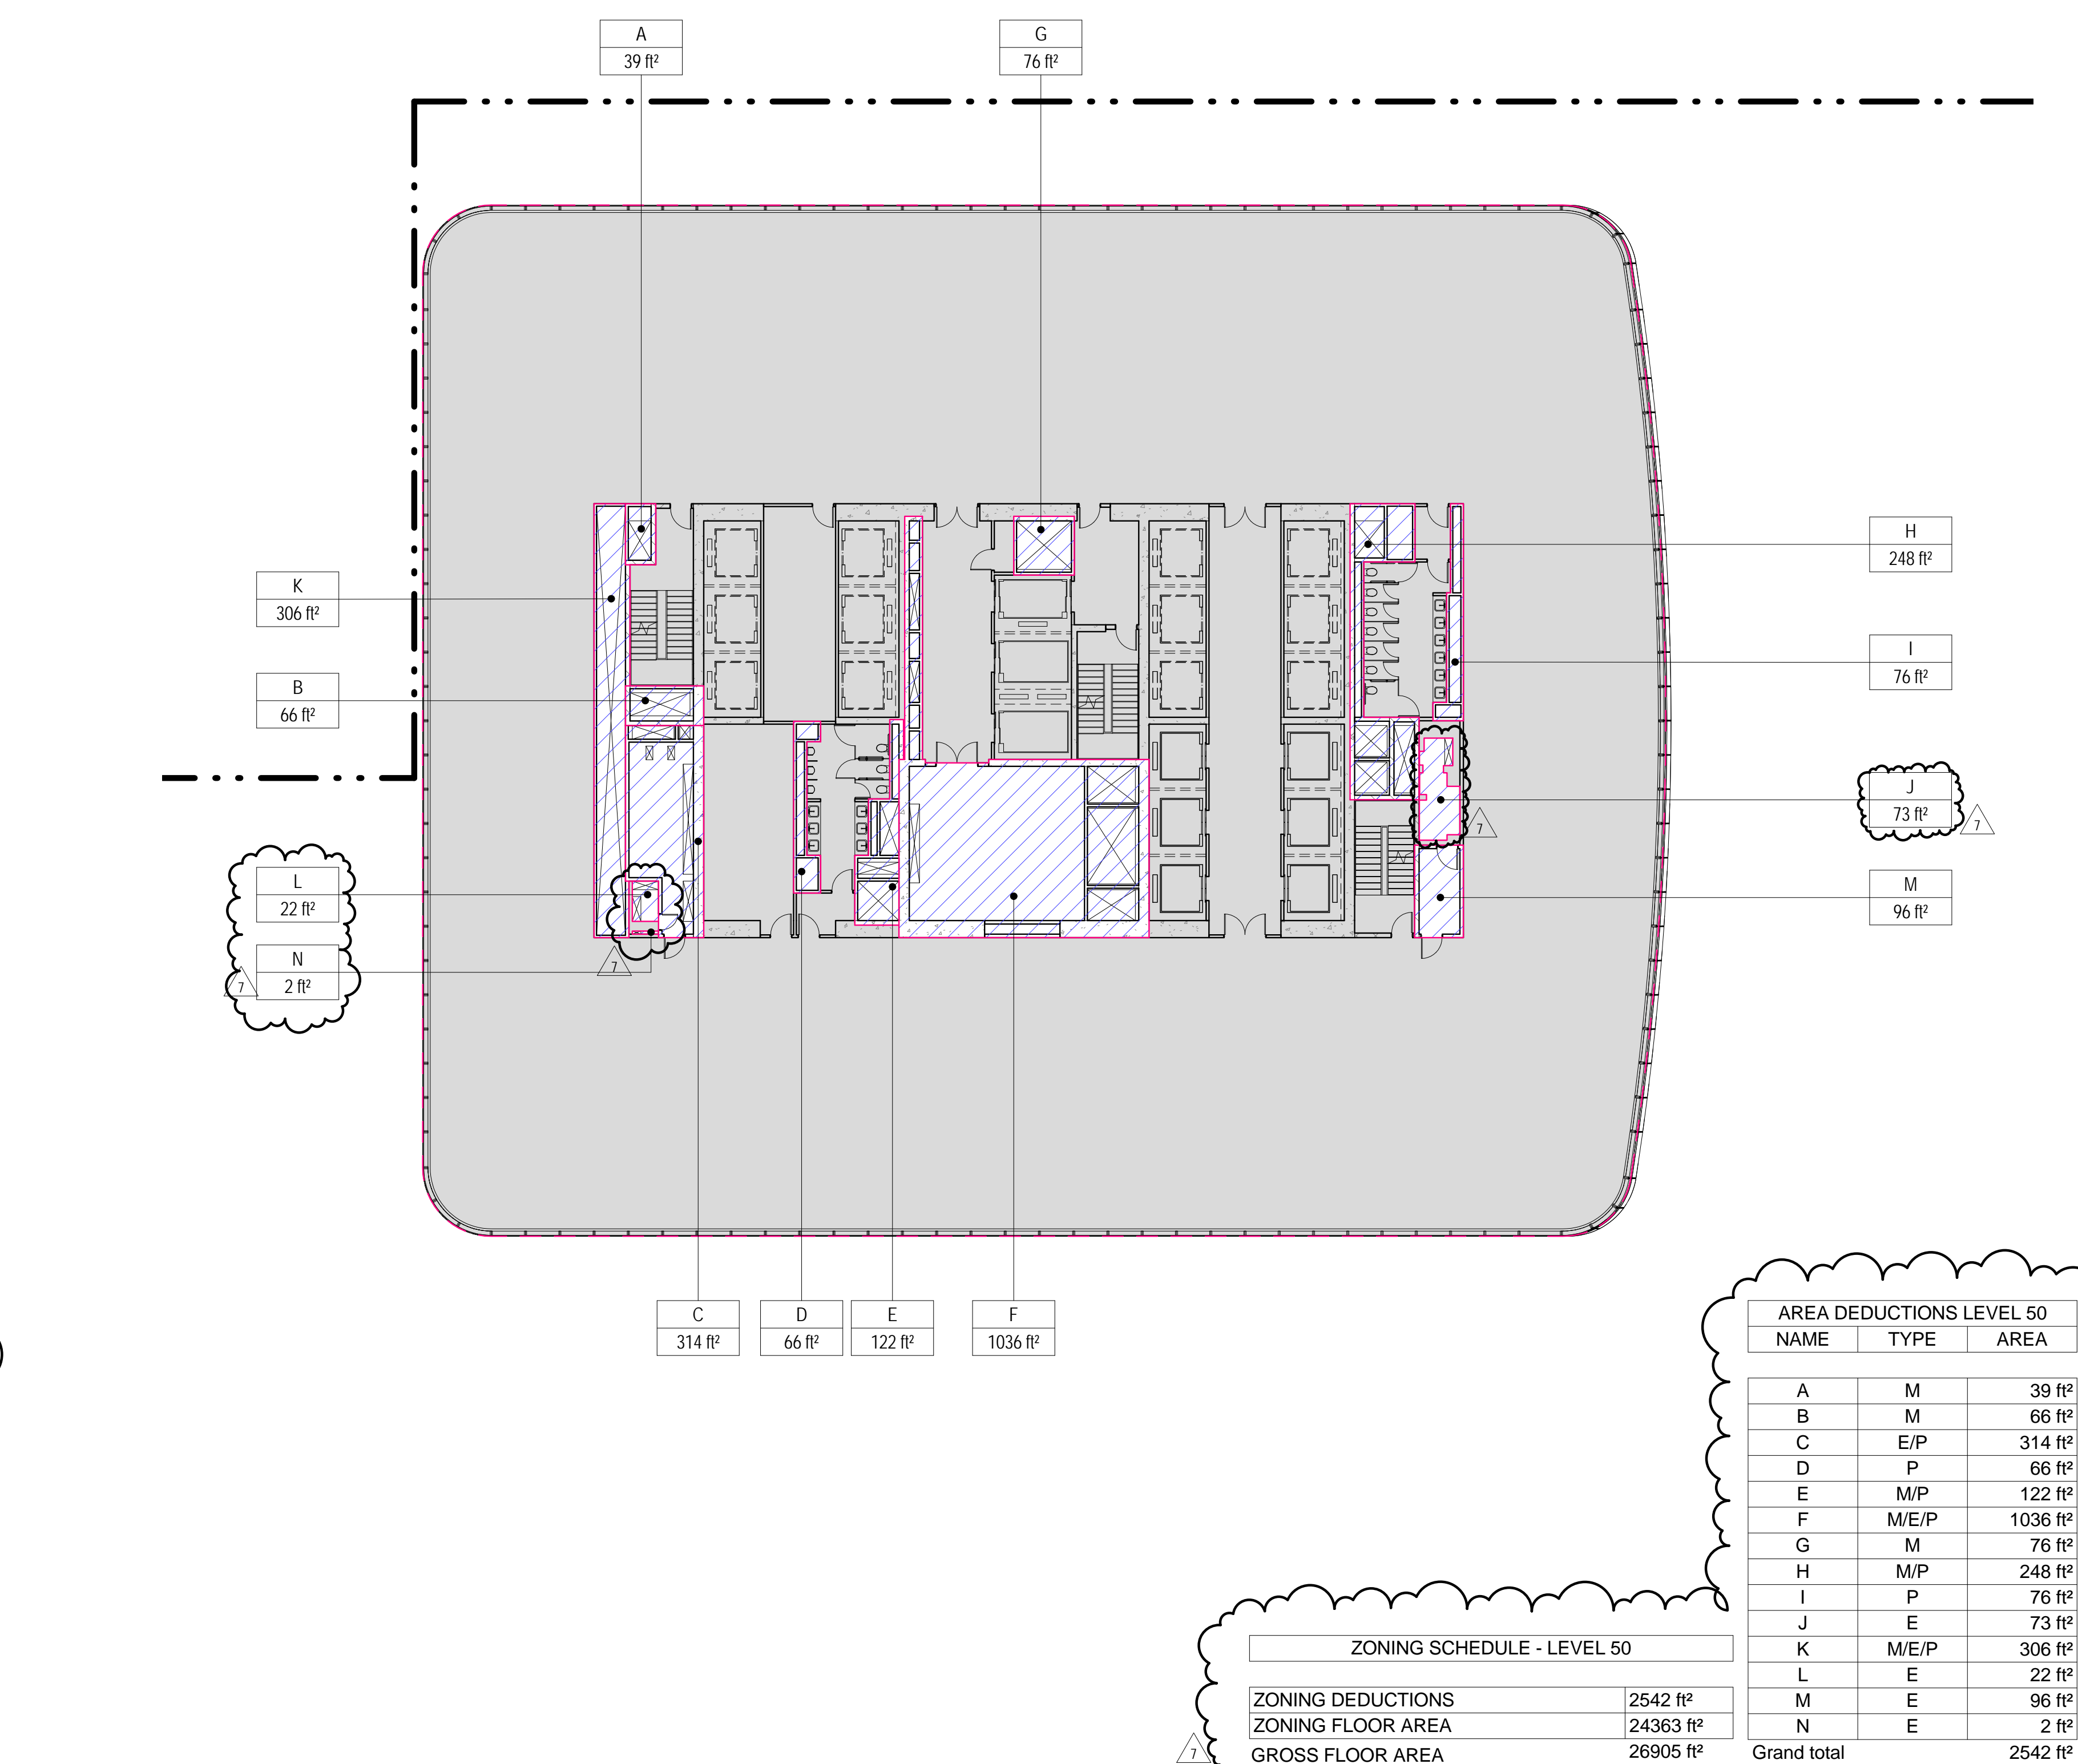 A
39 ft²
G
76 ft²
K
306 ft²
B
66 ft²
H
248 ft²
I
76 ft²
J
73 ft²
7
7
M
96 ft²
L
22 ft²
N
2 ft²
7
7
C
314 ft²
D
66 ft²
E
122 ft²
F
1036 ft²
AREA DEDUCTIONS LEVEL 50
NAME TYPE AREA
A M 39 ft²
B M 66 ft²
C E/P 314 ft²
D P 66 ft²
E M/P 122 ft²
F M/E/P 1036 ft²
G M 76 ft²
H M/P 248 ft²
I P 76 ft²
J E 73 ft²
K M/E/P 306 ft²
L E 22 ft²
M E 96 ft²
N E 2 ft²
Grand total 2542 ft²
ZONING SCHEDULE - LEVEL 50
ZONING DEDUCTIONS 2542 ft²
ZONING FLOOR AREA 24363 ft²
GROSS FLOOR AREA 26905 ft²
7